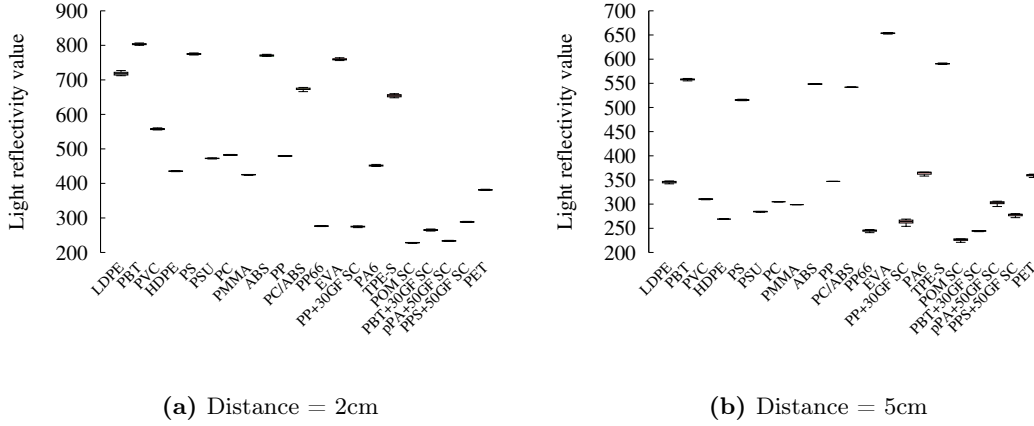 Light reflectivity value
900
800
700
600
500
400
300
200
LDPE
PBT
PVC
HDPE
PS
PSU
PC
PMMA
ABS
PP
PC/ABS
PP66
EVA
PP+30GF SC
PA6
TPE-S
POM SC
PBT+30GF SC
pPA+50GF SC
PPS+50GF SC
PET
(a) Distance = 2cm
Light reflectivity value
700
650
600
550
500
450
400
350
300
250
200
LDPE
PBT
PVC
HDPE
PS
PSU
PC
PMMA
ABS
PP
PC/ABS
PP66
EVA
PP+30GF SC
PA6
TPE-S
POM SC
PBT+30GF SC
pPA+50GF SC
PPS+50GF SC
PET
(b) Distance = 5cm